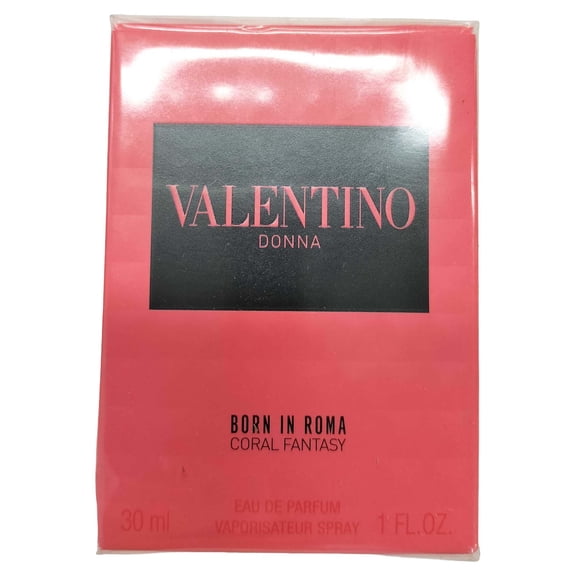 VALENTINO
DONNA
BORN IN ROMA
CORAL FANTASY
EAU DE PARFUM
30 ml VAPORISATEUR SPRAY 1 FL.OZ.